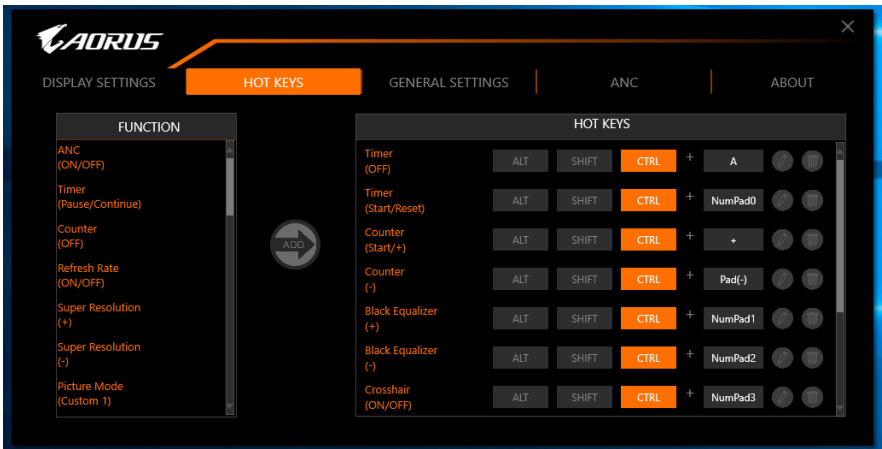 AORUS
DISPLAY SETTINGS HOT KEYS GENERAL SETTINGS ANC ABOUT
FUNCTION
ANC
(ON/OFF)
Timer
(Pause/Continue)
Counter
(OFF)
Refresh Rate
(ON/OFF)
Super Resolution
(+)
Super Resolution
(-)
Picture Mode
(Custom 1)
ADD
HOT KEYS
Timer
(OFF)
ALT SHIFT CTRL + A
Timer
(Start/Reset)
ALT SHIFT CTRL + NumPad0
Counter
(Start/+)
ALT SHIFT CTRL + +
Counter
(-)
ALT SHIFT CTRL + Pad(-)
Black Equalizer
(+)
ALT SHIFT CTRL + NumPad1
Black Equalizer
(-)
ALT SHIFT CTRL + NumPad2
Crosshair
(ON/OFF)
ALT SHIFT CTRL + NumPad3